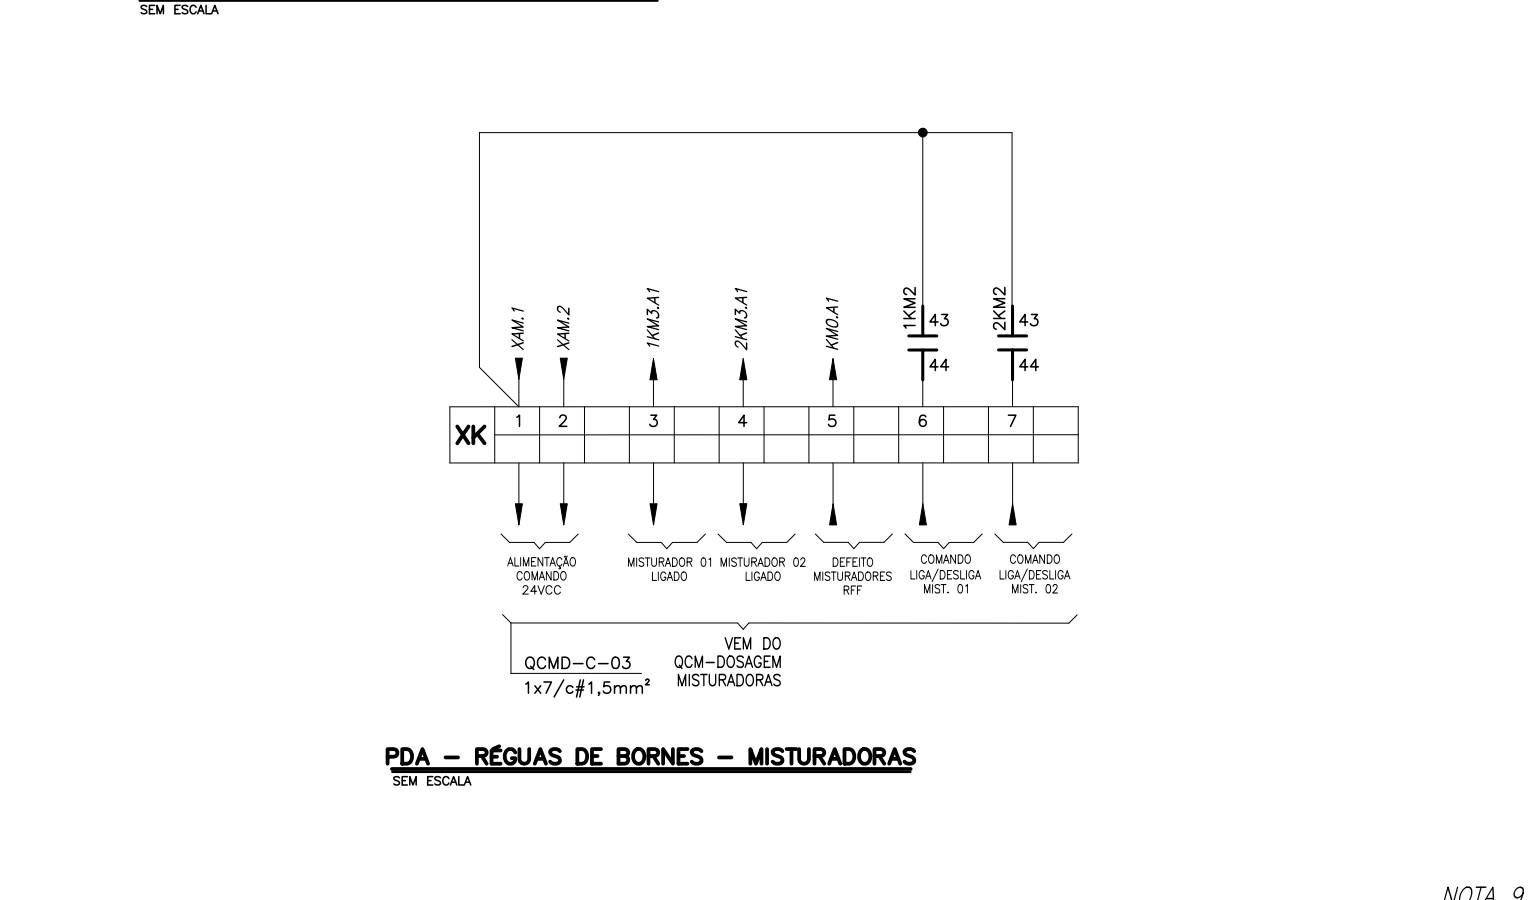 SEM ESCALA
XAM.1
XAM.2
1KM3.A1
2KM3.A1
KM0.A1
1KM2
43
44
2KM2
43
44
XK
1
2
3
4
5
6
7
ALIMENTAÇÃO
COMANDO
24VCC
MISTURADOR 01
LIGADO
MISTURADOR 02
LIGADO
DEFEITO
MISTURADORES
RFF
COMANDO
LIGA/DESLIGA
MIST. 01
COMANDO
LIGA/DESLIGA
MIST. 02
QCMD-C-03
1x7/c#1,5mm²
VEM DO
QCM-DOSAGEM
MISTURADORAS
PDA - RÉGUAS DE BORNES - MISTURADORAS
SEM ESCALA
NOTA 9